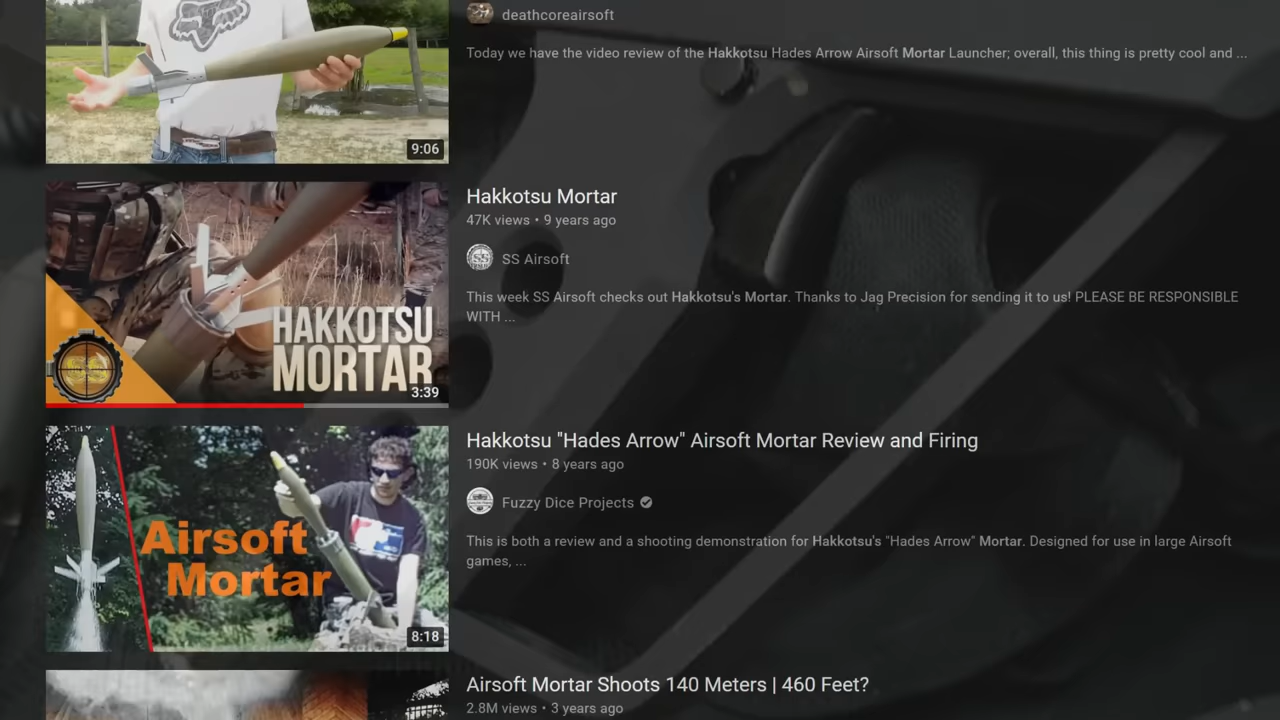 deathcoreairsoft
Today we have the video review of the Hakkotsu Hades Arrow Airsoft Mortar Launcher; overall, this thing is pretty cool and ...
9:06
HAKKOTSU
MORTAR
3:39
Hakkotsu Mortar
47K views • 9 years ago
SS Airsoft
This week SS Airsoft checks out Hakkotsu's Mortar. Thanks to Jag Precision for sending it to us! PLEASE BE RESPONSIBLE
WITH ...
Airsoft
Mortar
8:18
Hakkotsu "Hades Arrow" Airsoft Mortar Review and Firing
190K views • 8 years ago
Fuzzy Dice Projects
This is both a review and a shooting demonstration for Hakkotsu's "Hades Arrow" Mortar. Designed for use in large Airsoft
games, ...
Airsoft Mortar Shoots 140 Meters | 460 Feet?
2.8M views • 3 years ago